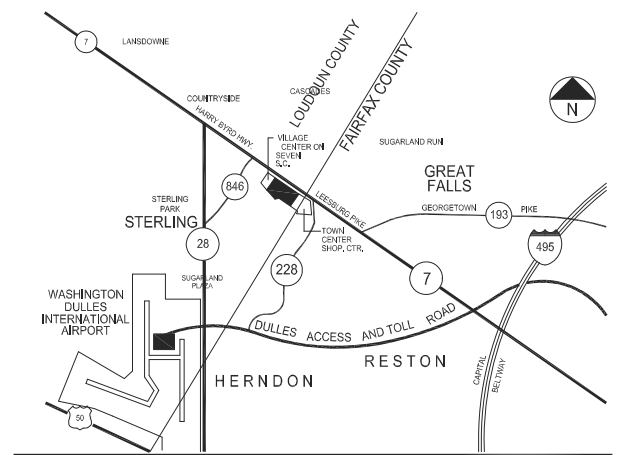 7
LANSDOWNE
LOUDOUN COUNTY
FAIRFAX COUNTY
CASCADES
COUNTRYSIDE
HARRY BYRD HWY.
N
VILLAGE
CENTER ON
SEVEN
S.C.
SUGARLAND RUN
GREAT
FALLS
846
STERLING
PARK
STERLING
LEESBURG PIKE
GEORGETOWN
193
PIKE
TOWN
CENTER
SHOP. CTR.
28
495
228
7
SUGARLAND
PLAZA
WASHINGTON
DULLES
INTERNATIONAL
AIRPORT
DULLES ACCESS AND TOLL ROAD
RESTON
HERNDON
CAPITAL
BELTWAY
50